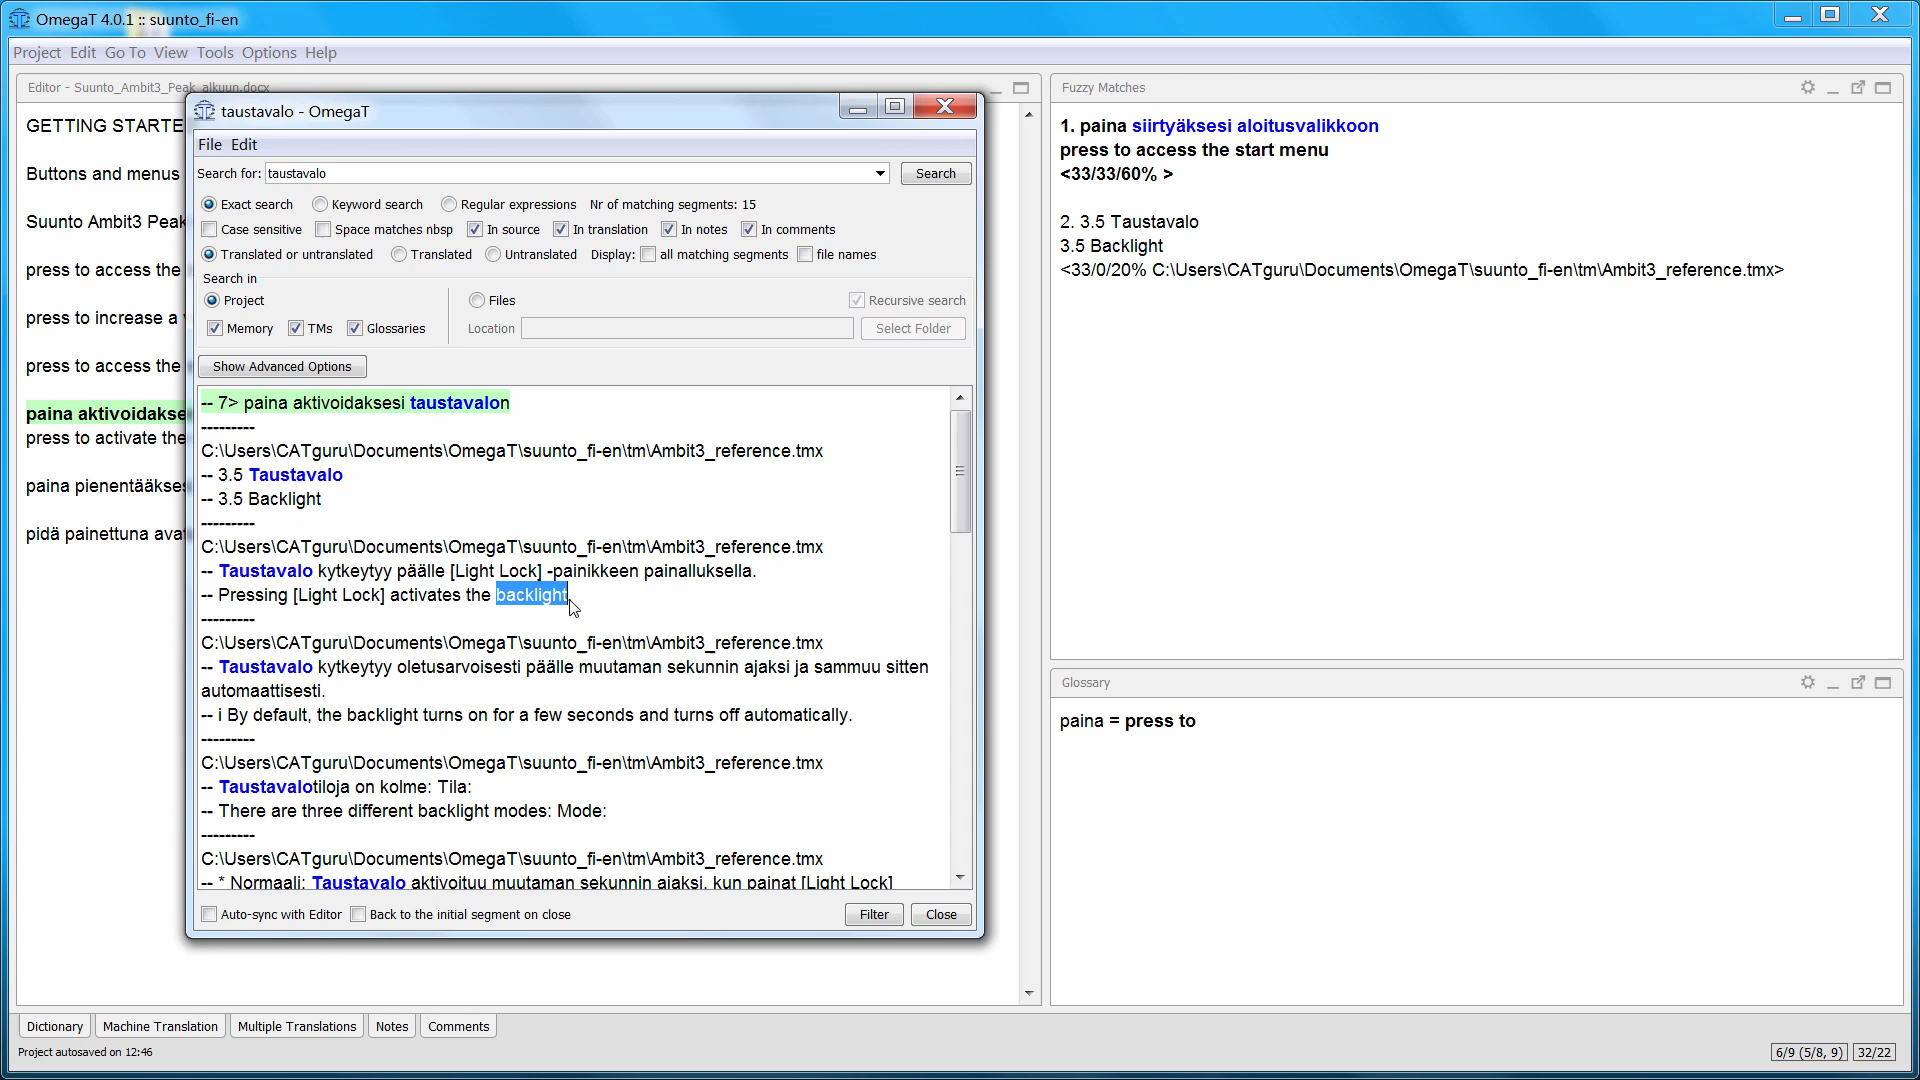 OmegaT 4.0.1 :: suunto_fi-en
Project Edit Go To View Tools Options Help
Editor - Suunto_Ambit3_Peak_alkuun.docx
GETTING STARTE
Buttons and menus
Suunto Ambit3 Peak
press to access the
press to increase a v
press to access the
paina aktivoidakse
press to activate the
paina pienentääkses
pidä painettuna avat
taustavalo - OmegaT
File Edit
Search for: taustavalo Search
Exact search Keyword search Regular expressions Nr of matching segments: 15
Case sensitive Space matches nbsp In source In translation In notes In comments
Translated or untranslated Translated Untranslated Display: all matching segments file names
Search in
Project Files Recursive search
Memory TMs Glossaries Location Select Folder
Show Advanced Options
-- 7> paina aktivoidaksesi taustavalon
---------
C:\Users\CATguru\Documents\OmegaT\suunto_fi-en\tm\Ambit3_reference.tmx
-- 3.5 Taustavalo
-- 3.5 Backlight
---------
C:\Users\CATguru\Documents\OmegaT\suunto_fi-en\tm\Ambit3_reference.tmx
-- Taustavalo kytkeytyy päälle [Light Lock] -painikkeen painalluksella.
-- Pressing [Light Lock] activates the backlight
---------
C:\Users\CATguru\Documents\OmegaT\suunto_fi-en\tm\Ambit3_reference.tmx
-- Taustavalo kytkeytyy oletusarvoisesti päälle muutaman sekunnin ajaksi ja sammuu sitten
automaattisesti.
-- i By default, the backlight turns on for a few seconds and turns off automatically.
---------
C:\Users\CATguru\Documents\OmegaT\suunto_fi-en\tm\Ambit3_reference.tmx
-- Taustavalotiloja on kolme: Tila:
-- There are three different backlight modes: Mode:
---------
C:\Users\CATguru\Documents\OmegaT\suunto_fi-en\tm\Ambit3_reference.tmx
-- * Normaali: Taustavalo aktivoituu muutaman sekunnin ajaksi, kun painat [Light Lock]
Auto-sync with Editor Back to the initial segment on close Filter Close
Fuzzy Matches
1. paina siirtyäksesi aloitusvalikkoon
press to access the start menu
<33/33/60% >
2. 3.5 Taustavalo
3.5 Backlight
<33/0/20% C:\Users\CATguru\Documents\OmegaT\suunto_fi-en\tm\Ambit3_reference.tmx>
Glossary
paina = press to
Dictionary Machine Translation Multiple Translations Notes Comments
Project autosaved on 12:46
6/9 (5/8, 9) 32/22